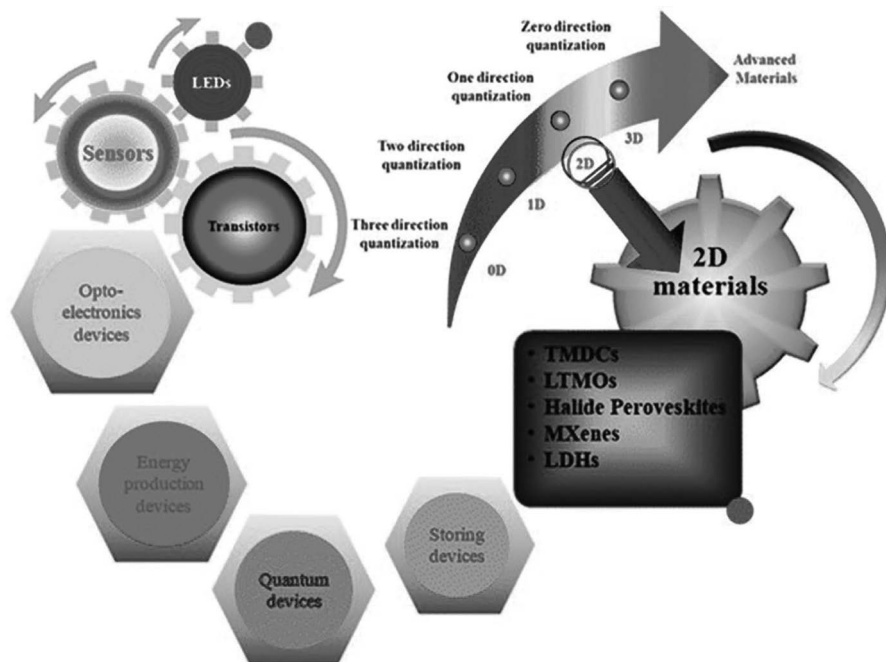 LEDs
Sensors
Transistors
Opto-
electronics
devices
Energy
production
devices
Quantum
devices
Storing
devices
Zero direction
quantization
One direction
quantization
Two direction
quantization
Three direction
quantization
0D
1D
2D
3D
Advanced
Materials
2D
materials
• TMDCs
• LTMOs
• Halide Peroveskites
• MXenes
• LDHs